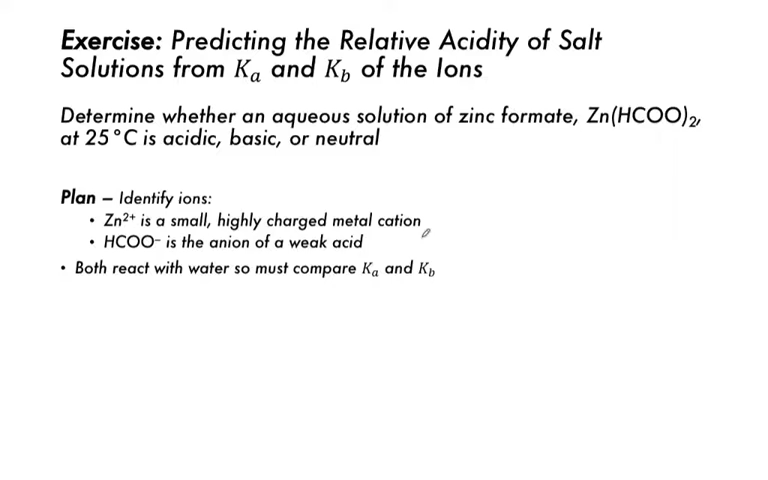 Exercise: Predicting the Relative Acidity of Salt
Solutions from Kₐ and K_b of the Ions
Determine whether an aqueous solution of zinc formate, Zn(HCOO)₂,
at 25 °C is acidic, basic, or neutral
Plan – Identify ions:
• Zn²⁺ is a small, highly charged metal cation
• HCOO⁻ is the anion of a weak acid
• Both react with water so must compare Kₐ and K_b